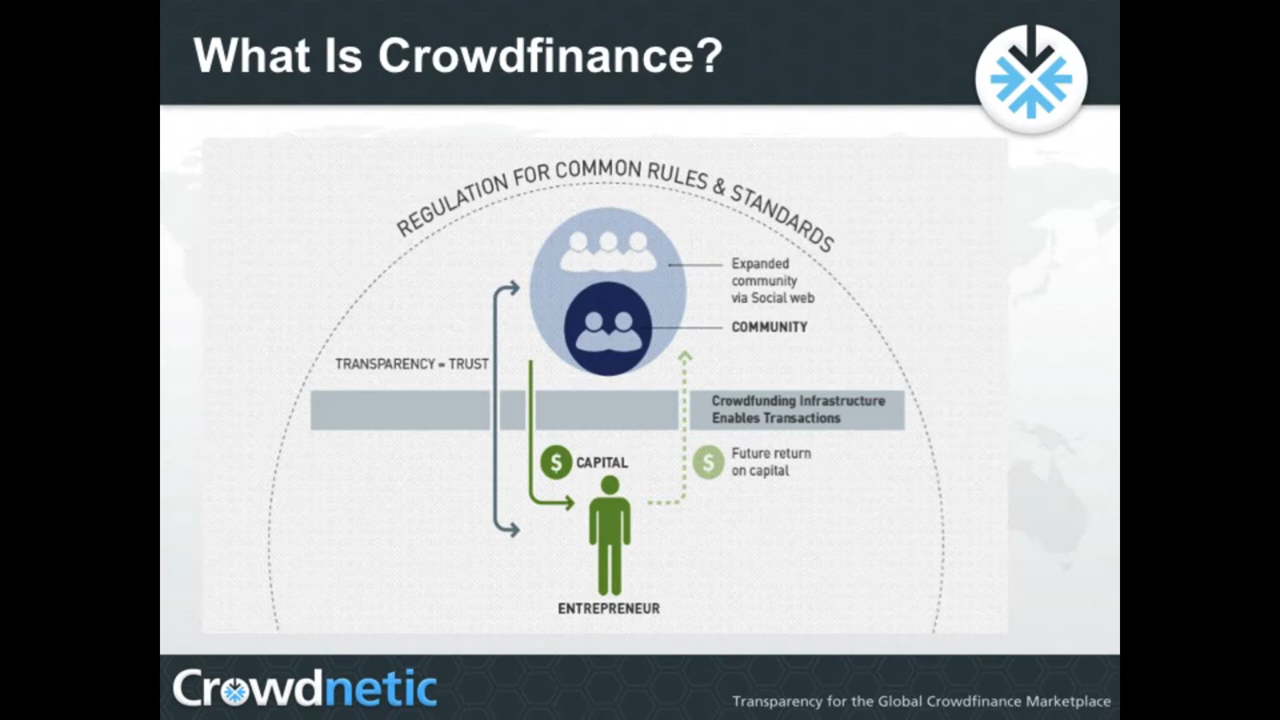 What Is Crowdfinance?
REGULATION FOR COMMON RULES & STANDARDS
Expanded
community
via Social web
COMMUNITY
TRANSPARENCY = TRUST
Crowdfunding Infrastructure
Enables Transactions
$ CAPITAL
$ Future return
on capital
ENTREPRENEUR
Crowdnetic
Transparency for the Global Crowdfinance Marketplace